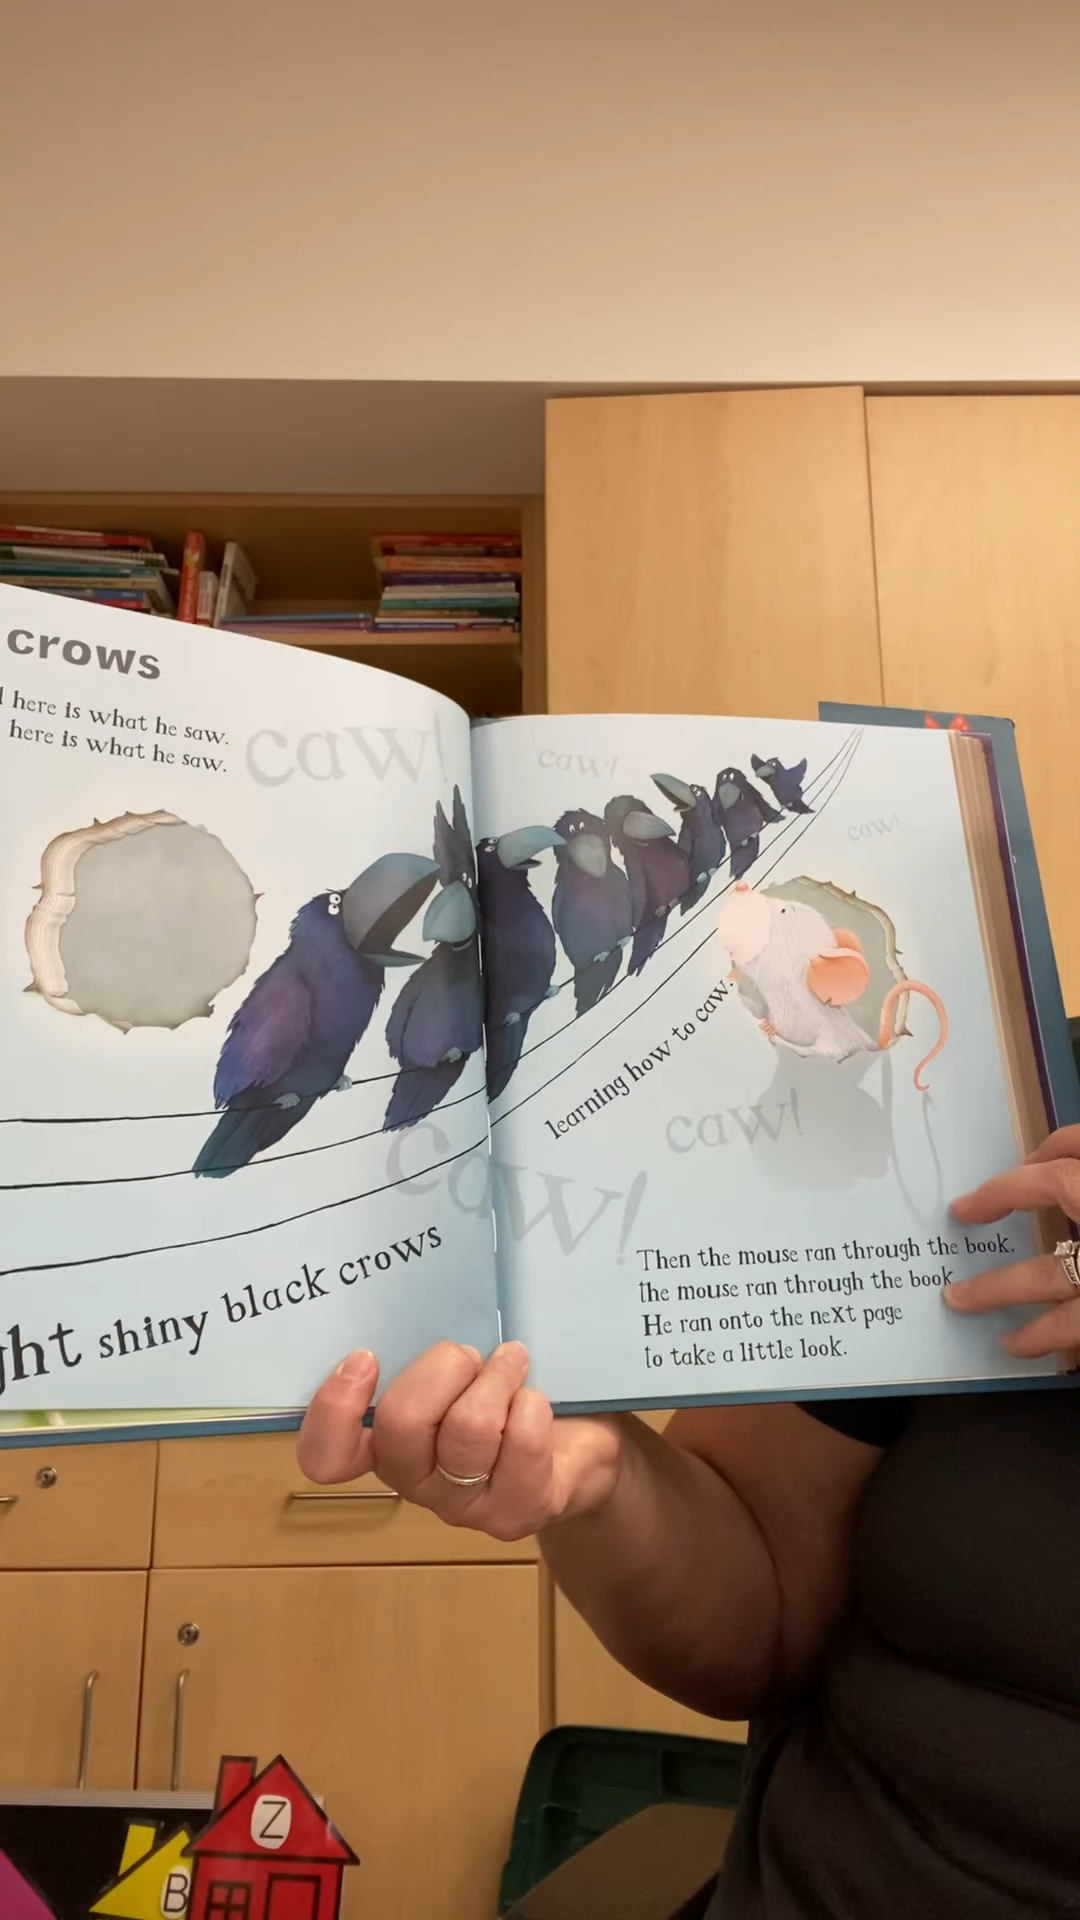 crows
here is what he saw.
here is what he saw.
caw!
caw!
caw!
learning how to caw.
caw!
caw!
shiny black crows
Then the mouse ran through the book.
The mouse ran through the book
He ran onto the neXt page
To take a little look.
Z
B